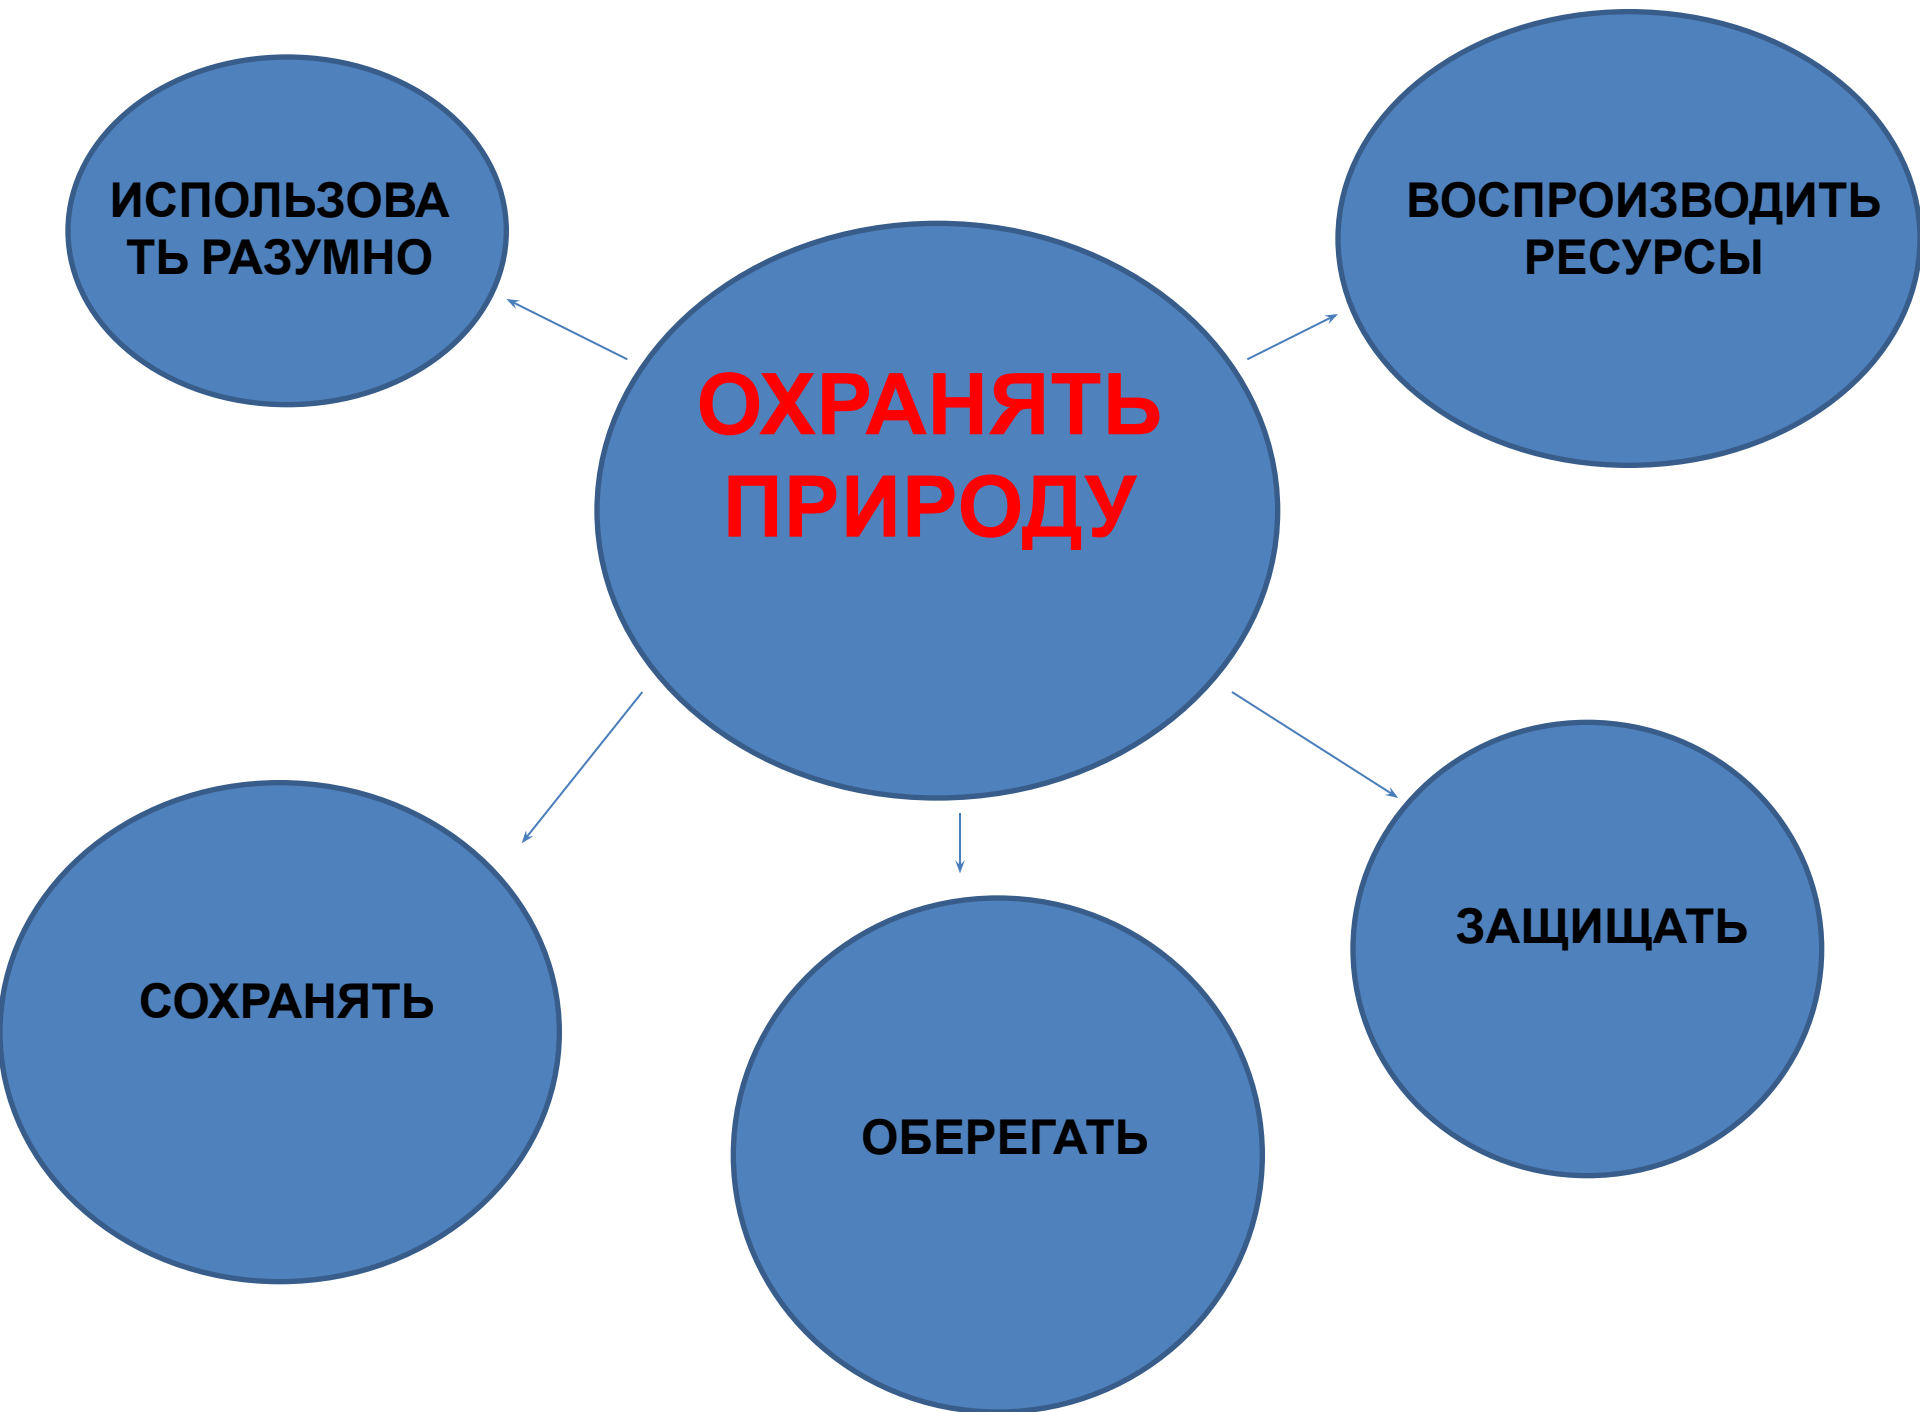 ИСПОЛЬЗОВА
ТЬ РАЗУМНО
ВОСПРОИЗВОДИТЬ
РЕСУРСЫ
ОХРАНЯТЬ
ПРИРОДУ
СОХРАНЯТЬ
ОБЕРЕГАТЬ
ЗАЩИЩАТЬ